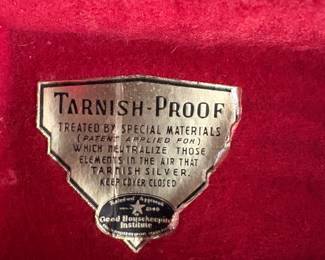 TARNISH-PROOF
TREATED BY SPECIAL MATERIALS
(PATENT APPLIED FOR)
WHICH NEUTRALIZE THOSE
ELEMENTS IN THE AIR THAT
TARNISH SILVER.
KEEP COVER CLOSED
Good Housekeeping
Institute